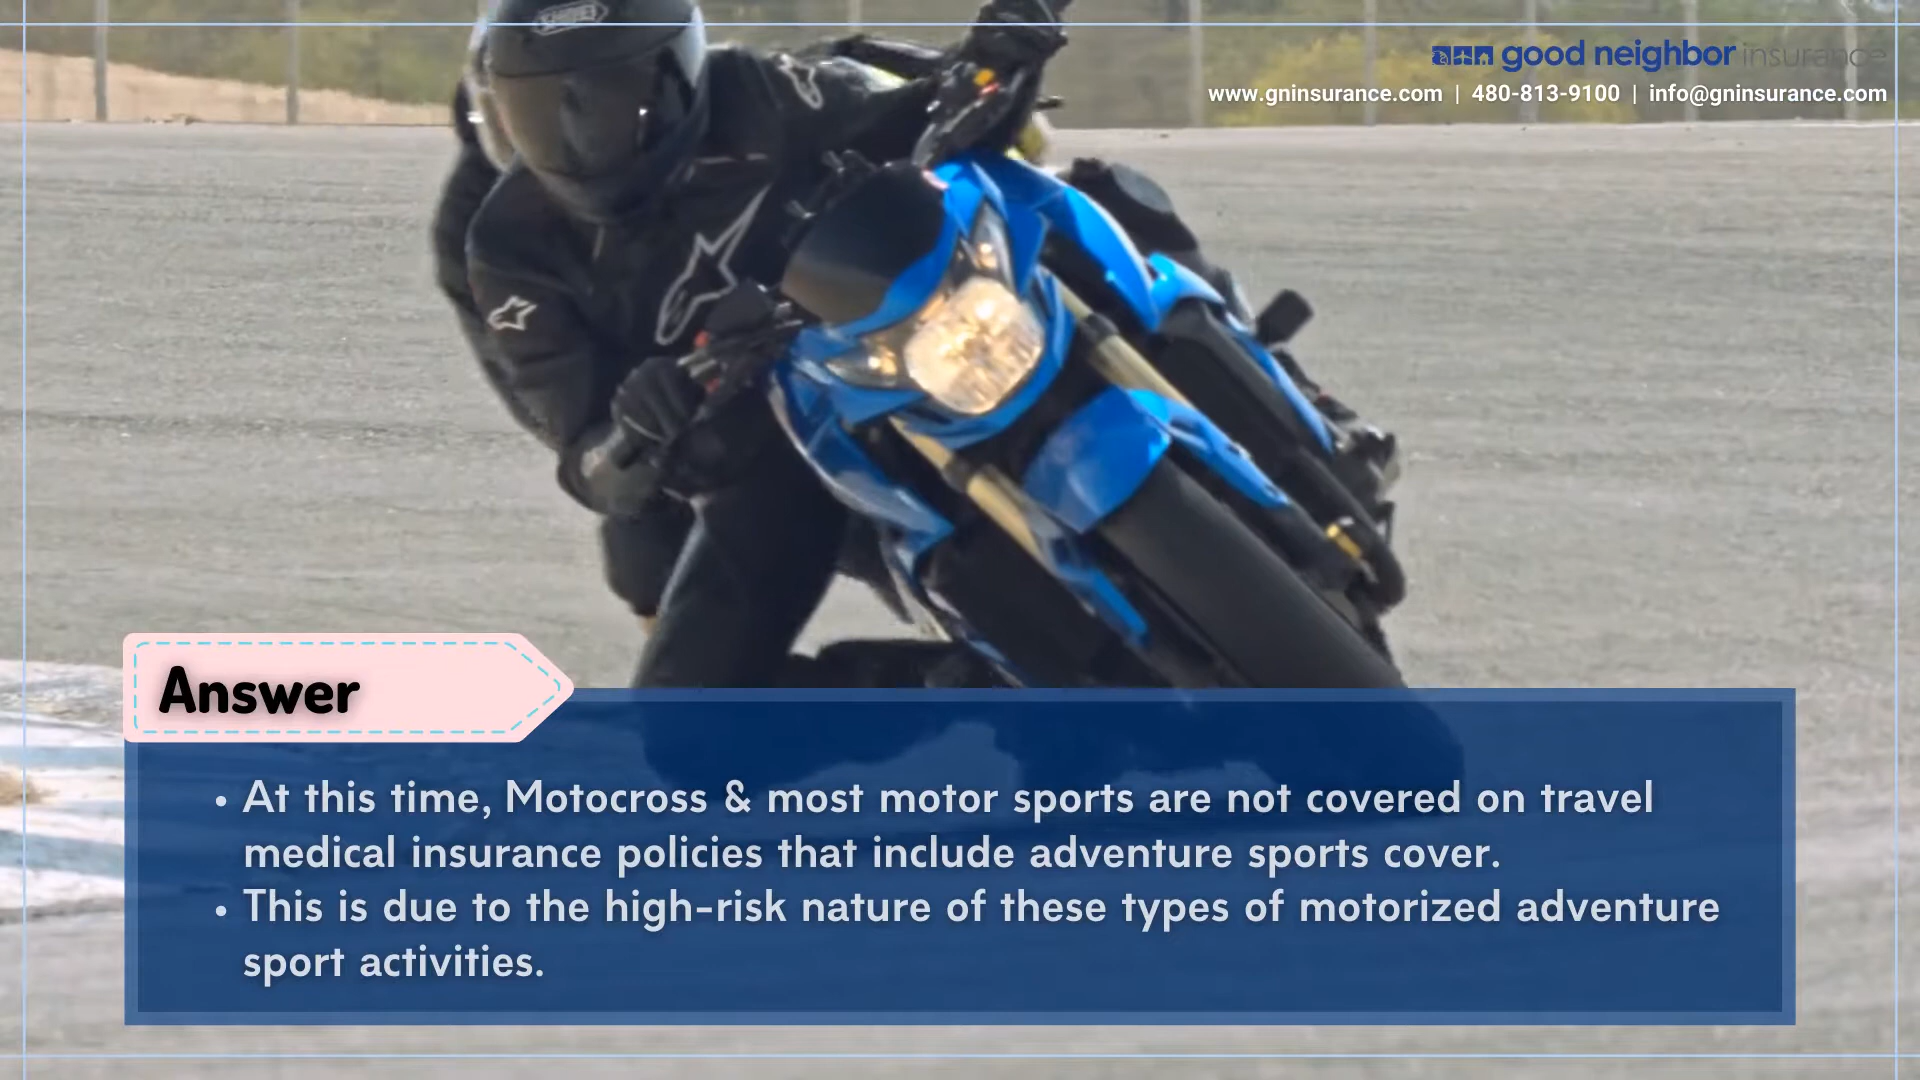 good neighbor insurance
www.gninsurance.com | 480-813-9100 | info@gninsurance.com
SHOEI
Answer
• At this time, Motocross & most motor sports are not covered on travel
medical insurance policies that include adventure sports cover.
• This is due to the high-risk nature of these types of motorized adventure
sport activities.